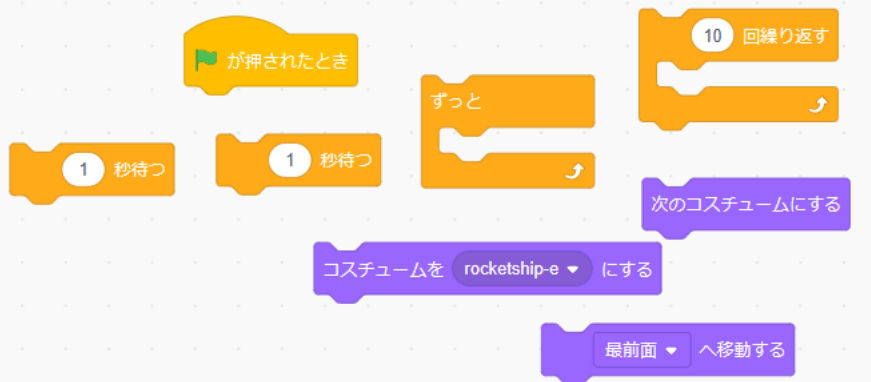 10 回繰り返す
が押されたとき
ずっと
1 秒待つ
1 秒待つ
次のコスチュームにする
コスチュームを rocketship-e にする
最前面 へ移動する